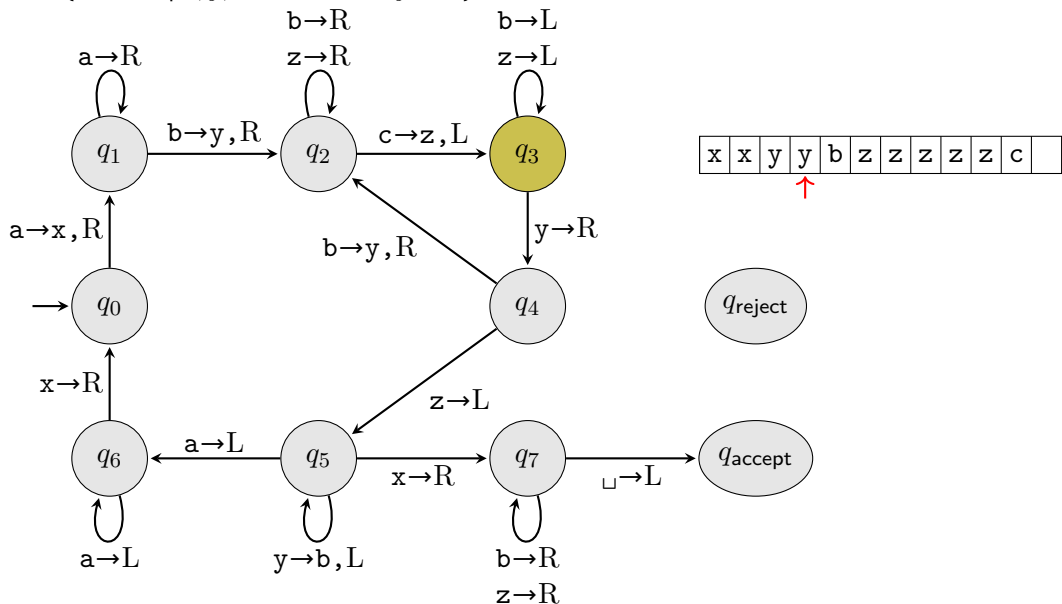 b→R
b→L
a→R
z→R
z→L
q1
b→y,R
q2
c→z,L
q3
x x y y b z z z z z c
a→x,R
b→y,R
y→R
q0
q4
qreject
x→R
z→L
q6
a→L
q5
x→R
q7
␣→L
qaccept
a→L
y→b,L
b→R
z→R